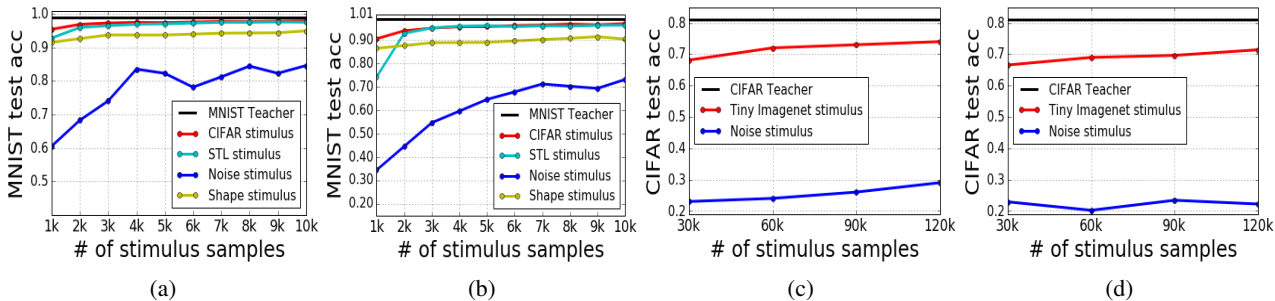 MNIST test acc
1.0
0.9
0.8
0.7
0.6
0.5
MNIST Teacher
CIFAR stimulus
STL stimulus
Noise stimulus
Shape stimulus
1k 2k 3k 4k 5k 6k 7k 8k 9k 10k
# of stimulus samples
(a)
MNIST test acc
1.01
0.90
0.80
0.70
0.60
0.50
0.40
0.30
0.20
MNIST Teacher
CIFAR stimulus
STL stimulus
Noise stimulus
Shape stimulus
1k 2k 3k 4k 5k 6k 7k 8k 9k 10k
# of stimulus samples
(b)
CIFAR test acc
0.8
0.7
0.6
0.5
0.4
0.3
0.2
CIFAR Teacher
Tiny Imagenet stimulus
Noise stimulus
30k 60k 90k 120k
# of stimulus samples
(c)
CIFAR test acc
0.8
0.7
0.6
0.5
0.4
0.3
0.2
CIFAR Teacher
Tiny Imagenet stimulus
Noise stimulus
30k 60k 90k 120k
# of stimulus samples
(d)